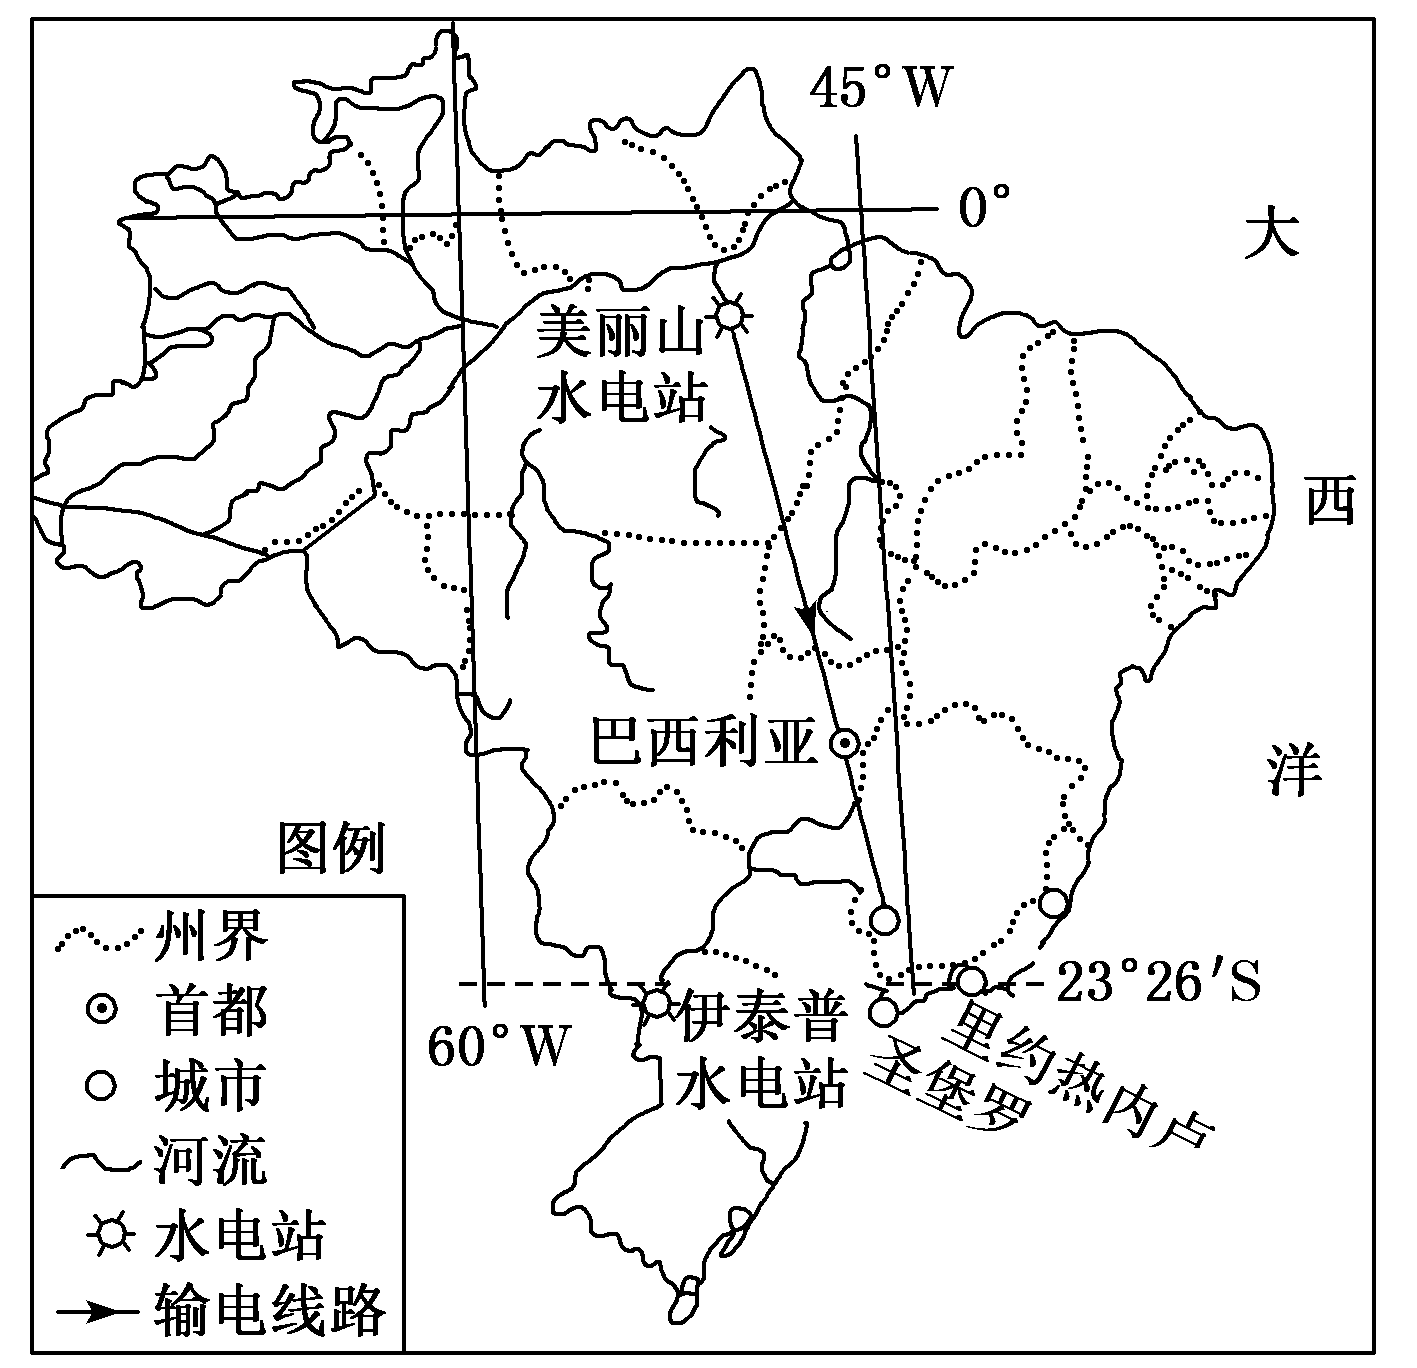 45°W
0°
大
西
洋
美丽山
水电站
巴西利亚
23°26′S
60°W
伊泰普
水电站
里约热内卢
圣堡罗
图例
州界
首都
城市
河流
水电站
输电线路